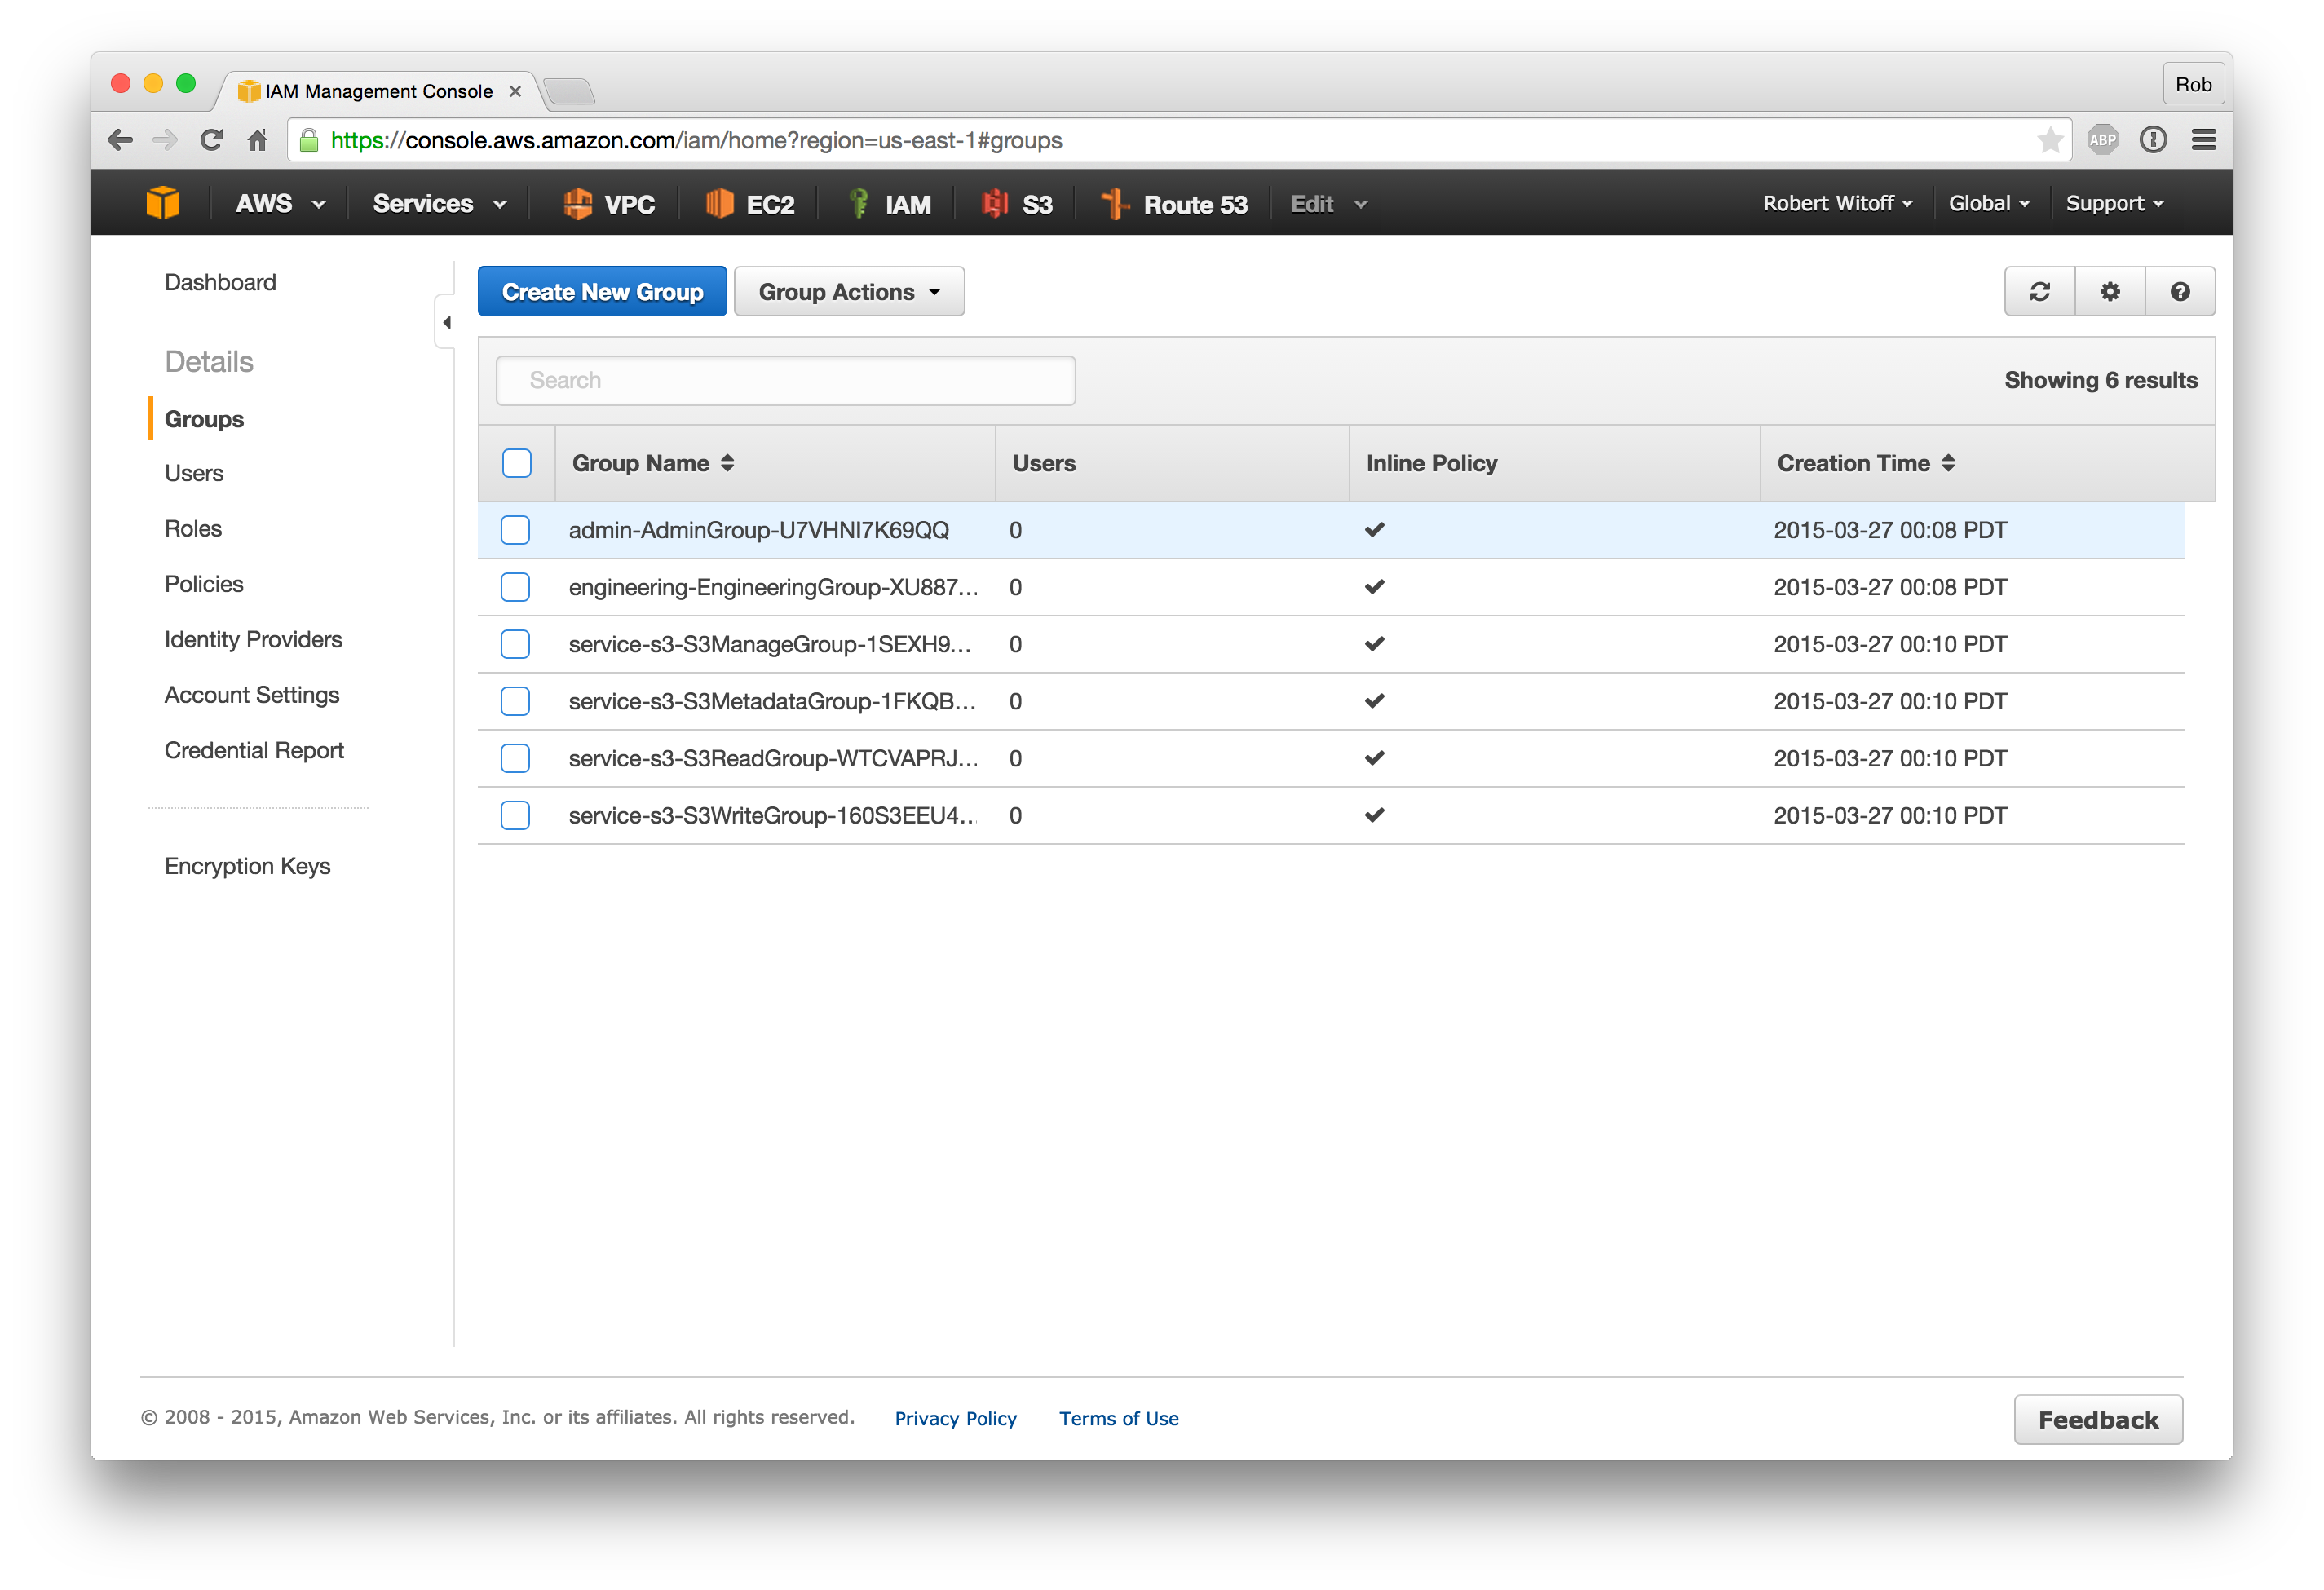 IAM Management Console
Rob
https://console.aws.amazon.com/iam/home?region=us-east-1#groups
ABP
AWS Services VPC EC2 IAM S3 Route 53 Edit Robert Witoff Global Support
Dashboard
Details
Groups
Users
Roles
Policies
Identity Providers
Account Settings
Credential Report
Encryption Keys
Create New Group Group Actions
Search
Showing 6 results
Group Name Users Inline Policy Creation Time
admin-AdminGroup-U7VHNI7K69QQ 0 ✔ 2015-03-27 00:08 PDT
engineering-EngineeringGroup-XU887... 0 ✔ 2015-03-27 00:08 PDT
service-s3-S3ManageGroup-1SEXH9... 0 ✔ 2015-03-27 00:10 PDT
service-s3-S3MetadataGroup-1FKQB... 0 ✔ 2015-03-27 00:10 PDT
service-s3-S3ReadGroup-WTCVAPRJ... 0 ✔ 2015-03-27 00:10 PDT
service-s3-S3WriteGroup-160S3EEU4... 0 ✔ 2015-03-27 00:10 PDT
© 2008 - 2015, Amazon Web Services, Inc. or its affiliates. All rights reserved. Privacy Policy Terms of Use
Feedback